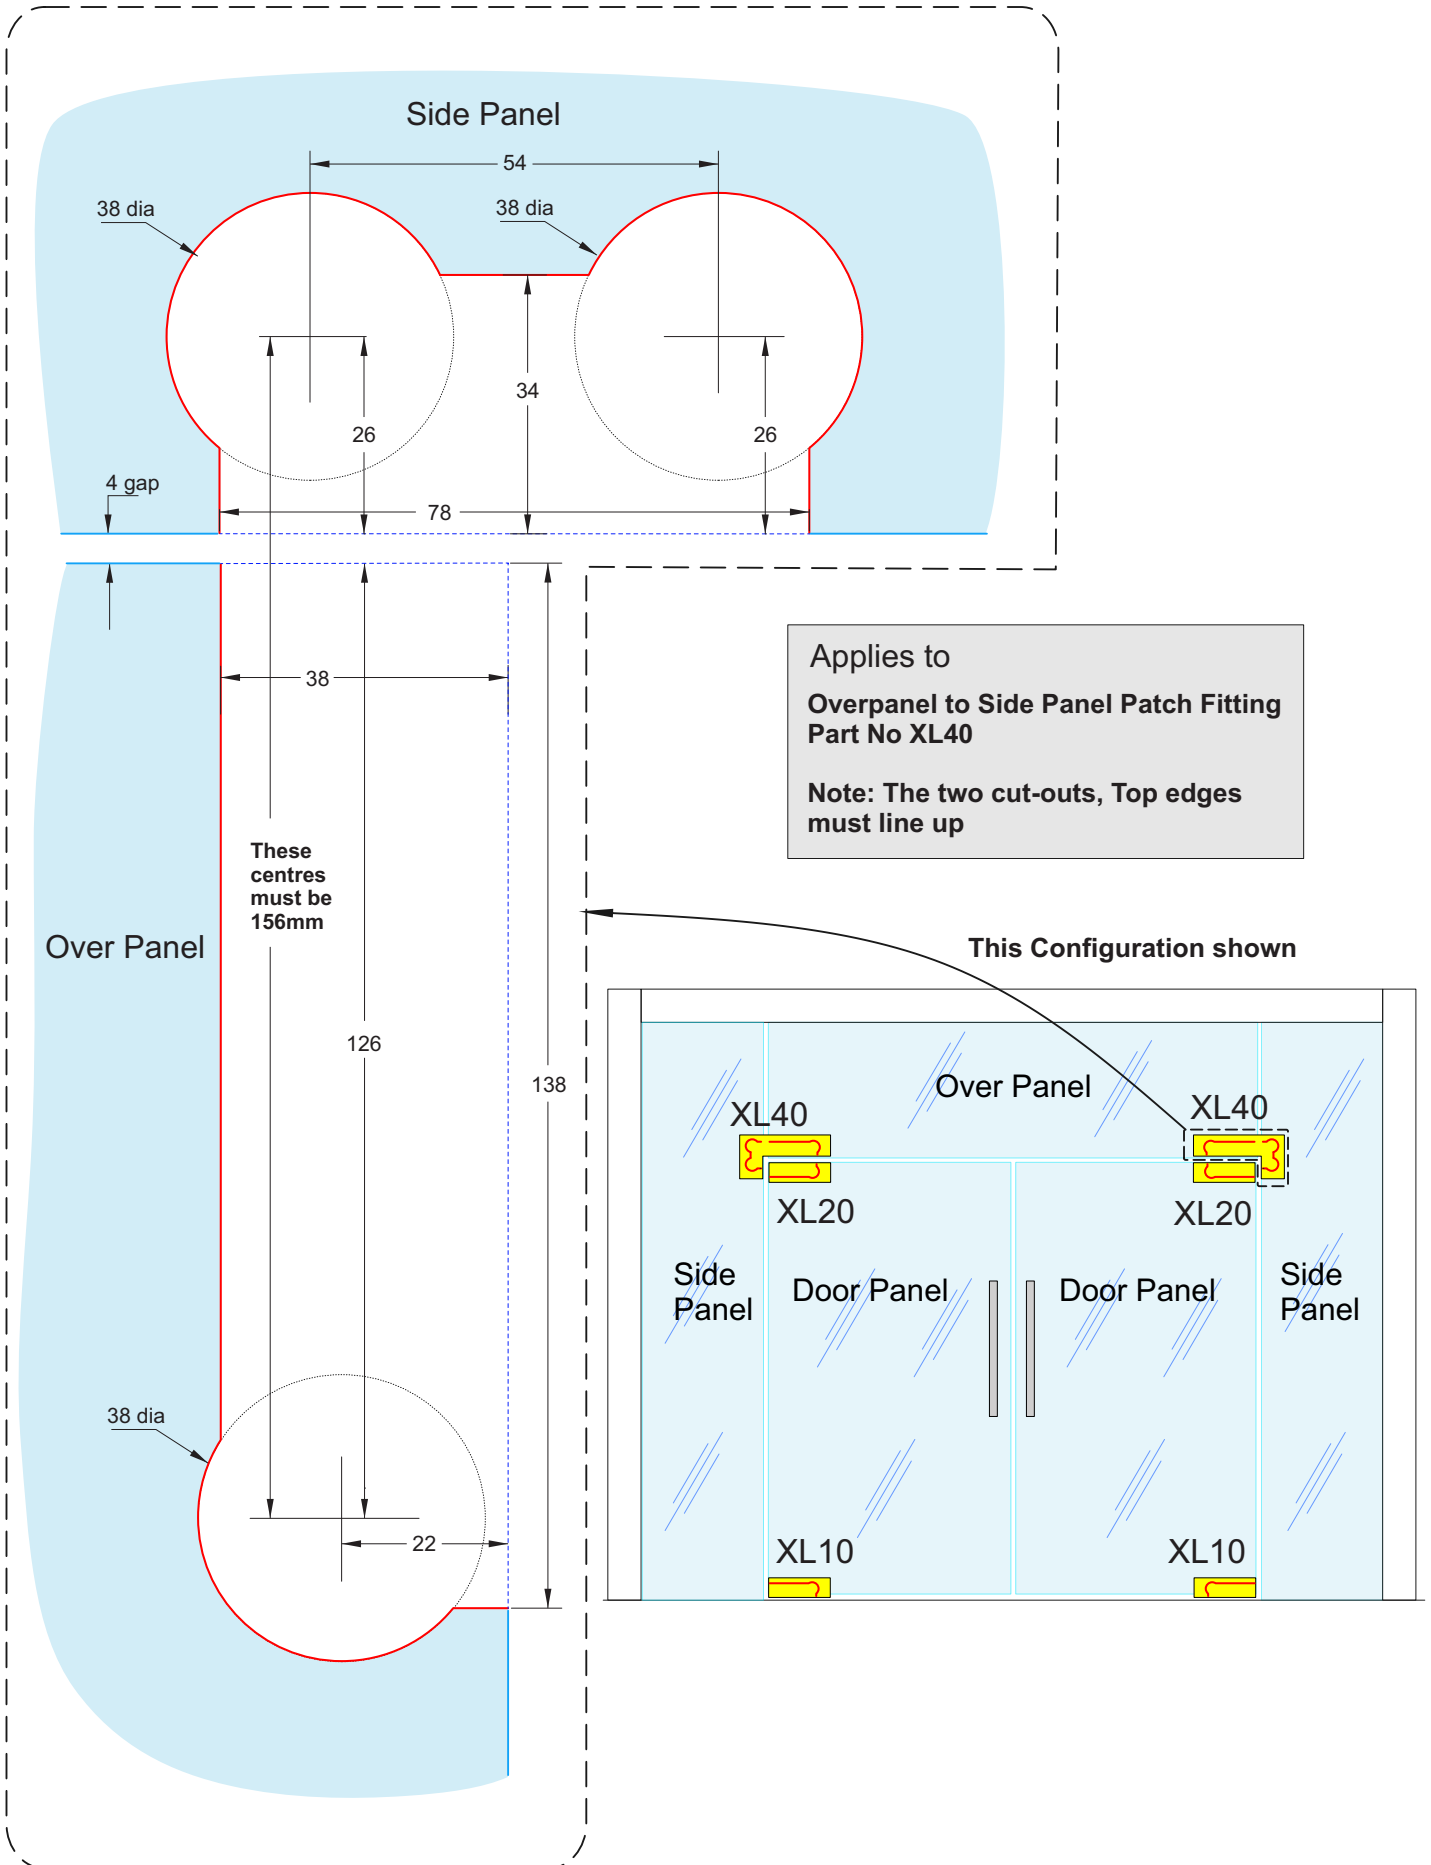 Side Panel
54
38 dia
38 dia
34
26
26
4 gap
78
38
These
centres
must be
156mm
Over Panel
126
138
38 dia
22
Applies to
Overpanel to Side Panel Patch Fitting
Part No XL40
Note: The two cut-outs, Top edges
must line up
This Configuration shown
Over Panel
XL40
XL40
XL20
XL20
Side
Panel
Door Panel
Door Panel
Side
Panel
XL10
XL10